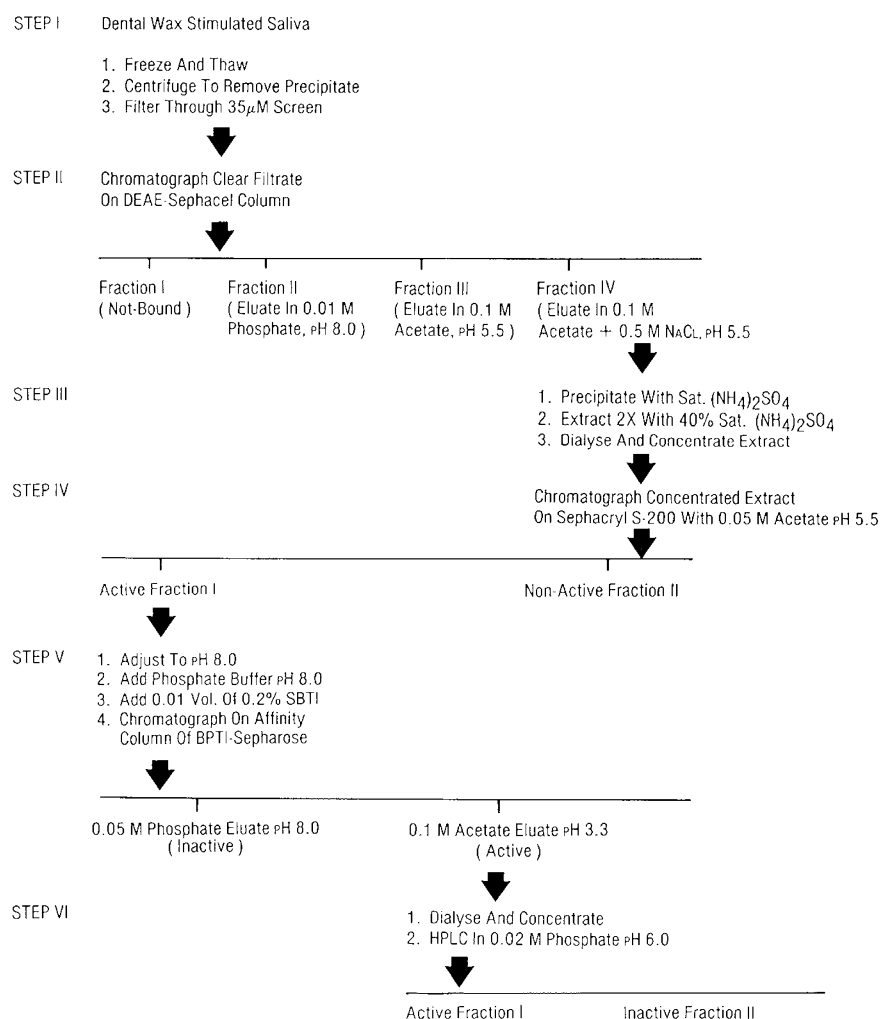 STEP I Dental Wax Stimulated Saliva
1. Freeze And Thaw
2. Centrifuge To Remove Precipitate
3. Filter Through 35μM Screen
STEP II Chromatograph Clear Filtrate
On DEAE-Sephacel Column
Fraction I
( Not-Bound )
Fraction II
( Eluate In 0.01 M
Phosphate, pH 8.0 )
Fraction III
( Eluate In 0.1 M
Acetate, pH 5.5 )
Fraction IV
( Eluate In 0.1 M
Acetate + 0.5 M NACL, pH 5.5
STEP III
1. Precipitate With Sat. (NH4)2SO4
2. Extract 2X With 40% Sat. (NH4)2SO4
3. Dialyse And Concentrate Extract
STEP IV
Chromatograph Concentrated Extract
On Sephacryl S-200 With 0.05 M Acetate pH 5.5
Active Fraction I
Non-Active Fraction II
STEP V
1. Adjust To pH 8.0
2. Add Phosphate Buffer pH 8.0
3. Add 0.01 Vol. Of 0.2% SBTI
4. Chromatograph On Affinity
Column Of BPTI-Sepharose
0.05 M Phosphate Eluate pH 8.0
( Inactive )
0.1 M Acetate Eluate pH 3.3
( Active )
STEP VI
1. Dialyse And Concentrate
2. HPLC In 0.02 M Phosphate pH 6.0
Active Fraction I
Inactive Fraction II